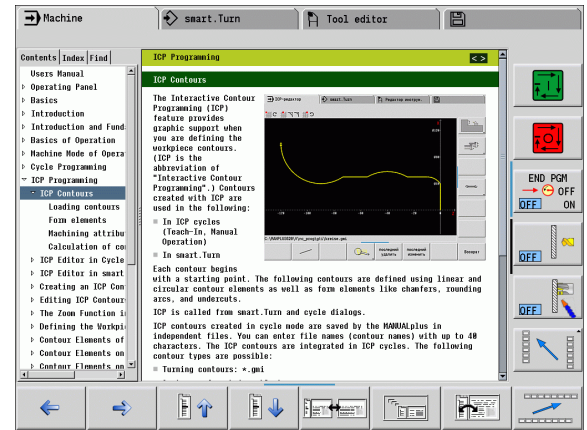 Machine
smart.Turn
Tool editor
Contents Index Find
Users Manual
Operating Panel
Basics
Introduction
Introduction and Fund
Basics of Operation
Machine Mode of Opera
Cycle Programming
ICP Programming
ICP Contours
Loading contours
Form elements
Machining attribu
Calculation of co
ICP Editor in Cycle
ICP Editor in smart
Creating an ICP Con
Editing ICP Contour
The Zoom Function i
Defining the Workpi
Contour Elements of
Contour Elements on
Contour Elements on
ICP Programming
<>
ICP Contours
The Interactive Contour
Programming (ICP)
feature provides
graphic support when
you are defining the
workpiece contours.
(ICP is the
abbreviation of
"Interactive Contour
Programming".) Contours
created with ICP are
used in the following:
In ICP cycles
(Teach-In, Manual
Operation)
In smart.Turn
Each contour begins
with a starting point. The following contours are defined using linear and
circular contour elements as well as form elements like chamfers, rounding
arcs, and undercuts.
ICP is called from smart.Turn and cycle dialogs.
ICP contours created in cycle mode are saved by the MANUALplus in
independent files. You can enter file names (contour names) with up to 40
characters. The ICP contours are integrated in ICP cycles. The following
contour types are possible:
Turning contours: *.gmi
ICP-редактор
smart.Turn
последний
удалить
последний
изменить
Возврат
END PGM
OFF
OFF ON
OFF
OFF